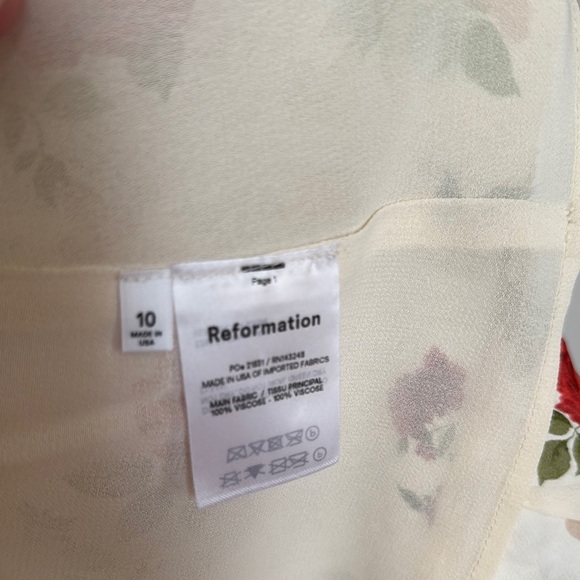 10
MADE IN
USA
Page 1
Reformation
PO# 21931 / RN143248
MADE IN USA OF IMPORTED FABRICS
MAIN FABRIC / TISSU PRINCIPAL
100% VISCOSE - 100% VISCOSE